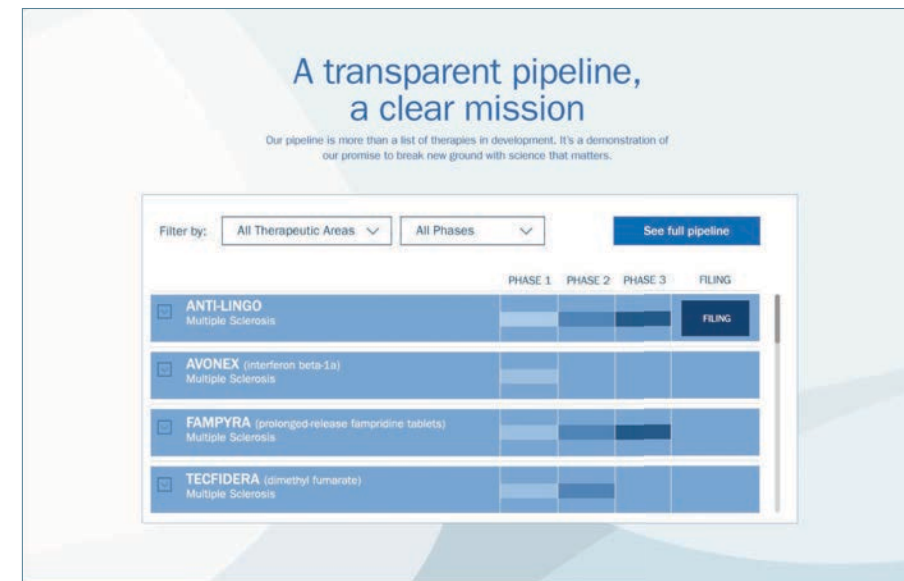 A transparent pipeline,
a clear mission
Our pipeline is more than a list of therapies in development. It's a demonstration of
our promise to break new ground with science that matters.
Filter by: All Therapeutic Areas All Phases See full pipeline
PHASE 1 PHASE 2 PHASE 3 FILING
ANTI-LINGO
Multiple Sclerosis
FILING
AVONEX (interferon beta-1a)
Multiple Sclerosis
FAMPYRA (prolonged-release fampridine tablets)
Multiple Sclerosis
TECFIDERA (dimethyl fumarate)
Multiple Sclerosis